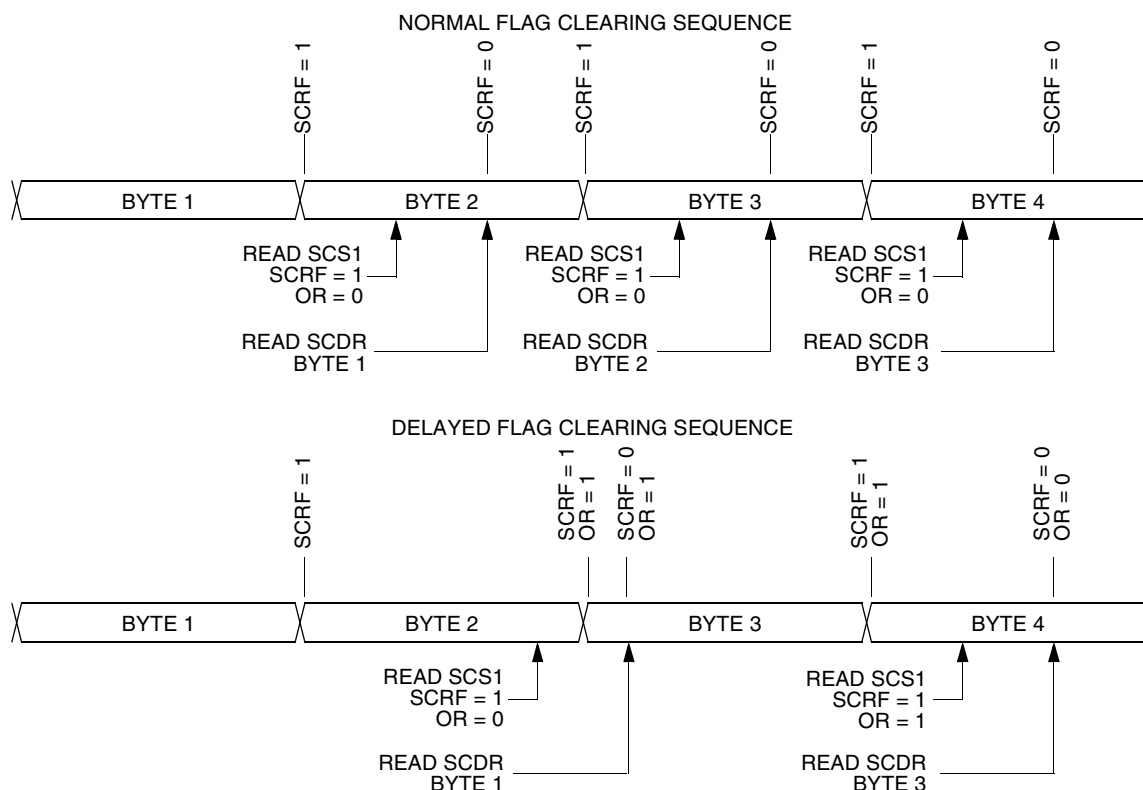 NORMAL FLAG CLEARING SEQUENCE
SCRF = 1
SCRF = 0
SCRF = 1
SCRF = 0
SCRF = 1
SCRF = 0
BYTE 1
BYTE 2
BYTE 3
BYTE 4
READ SCS1
SCRF = 1
OR = 0
READ SCS1
SCRF = 1
OR = 0
READ SCS1
SCRF = 1
OR = 0
READ SCDR
BYTE 1
READ SCDR
BYTE 2
READ SCDR
BYTE 3
DELAYED FLAG CLEARING SEQUENCE
SCRF = 1
SCRF = 1
OR = 1
SCRF = 0
OR = 1
SCRF = 1
OR = 1
SCRF = 0
OR = 0
BYTE 1
BYTE 2
BYTE 3
BYTE 4
READ SCS1
SCRF = 1
OR = 0
READ SCS1
SCRF = 1
OR = 1
READ SCDR
BYTE 1
READ SCDR
BYTE 3